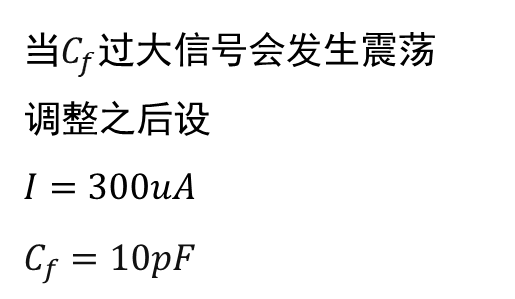 当C_f过大信号会发生震荡
调整之后设
I = 300uA
C_f = 10pF